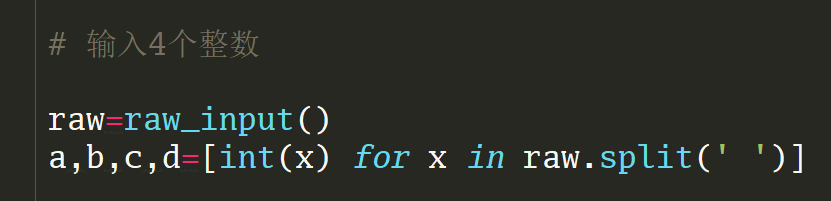 # 输入4个整数
raw=raw_input()
a,b,c,d=[int(x) for x in raw.split(' ')]